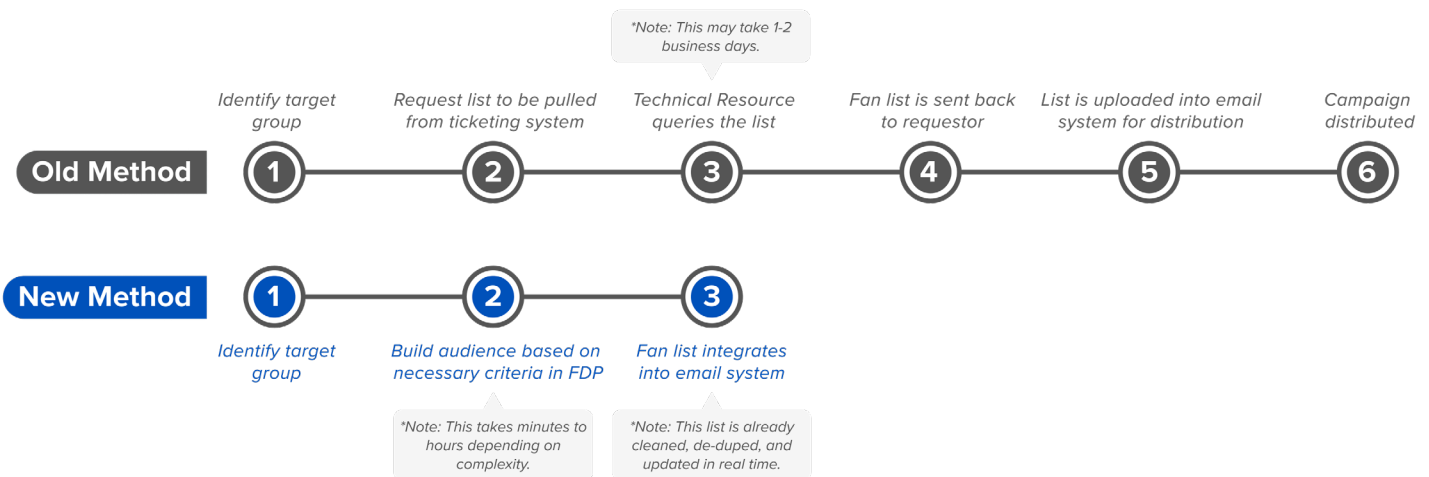 *Note: This may take 1-2
business days.
Identify target
group
Request list to be pulled
from ticketing system
Technical Resource
queries the list
Fan list is sent back
to requestor
List is uploaded into email
system for distribution
Campaign
distributed
Old Method
1
2
3
4
5
6
New Method
1
2
3
Identify target
group
Build audience based on
necessary criteria in FDP
Fan list integrates
into email system
*Note: This takes minutes to
hours depending on
complexity.
*Note: This list is already
cleaned, de-duped, and
updated in real time.